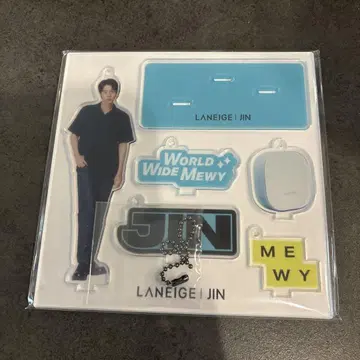 LANEIGE | JIN
WORLD
WIDE MEWY
JIN
ME
WY
LANEIGE | JIN